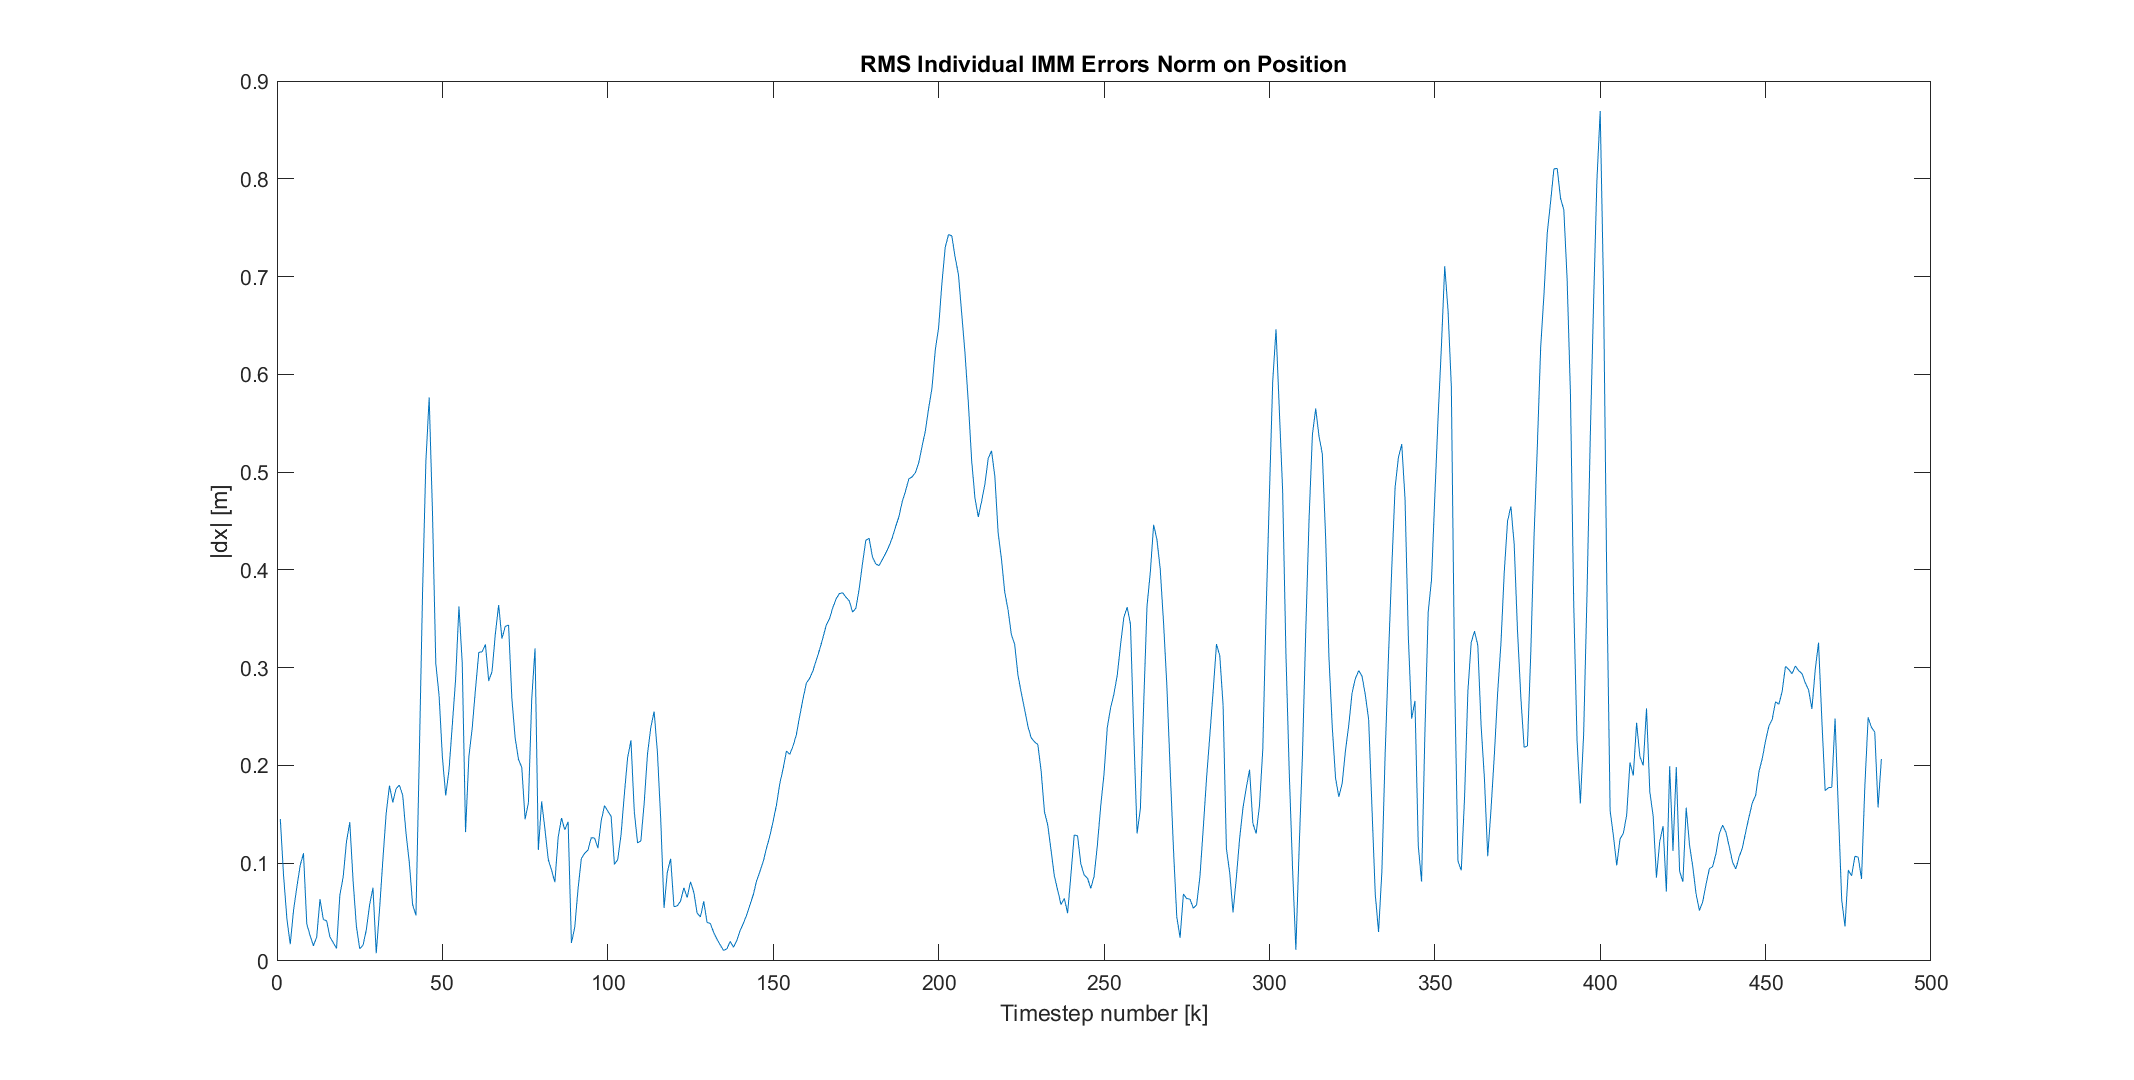 RMS Individual IMM Errors Norm on Position
0.9
0.8
0.7
0.6
0.5
0.4
0.3
0.2
0.1
0
|dx| [m]
0 50 100 150 200 250 300 350 400 450 500
Timestep number [k]